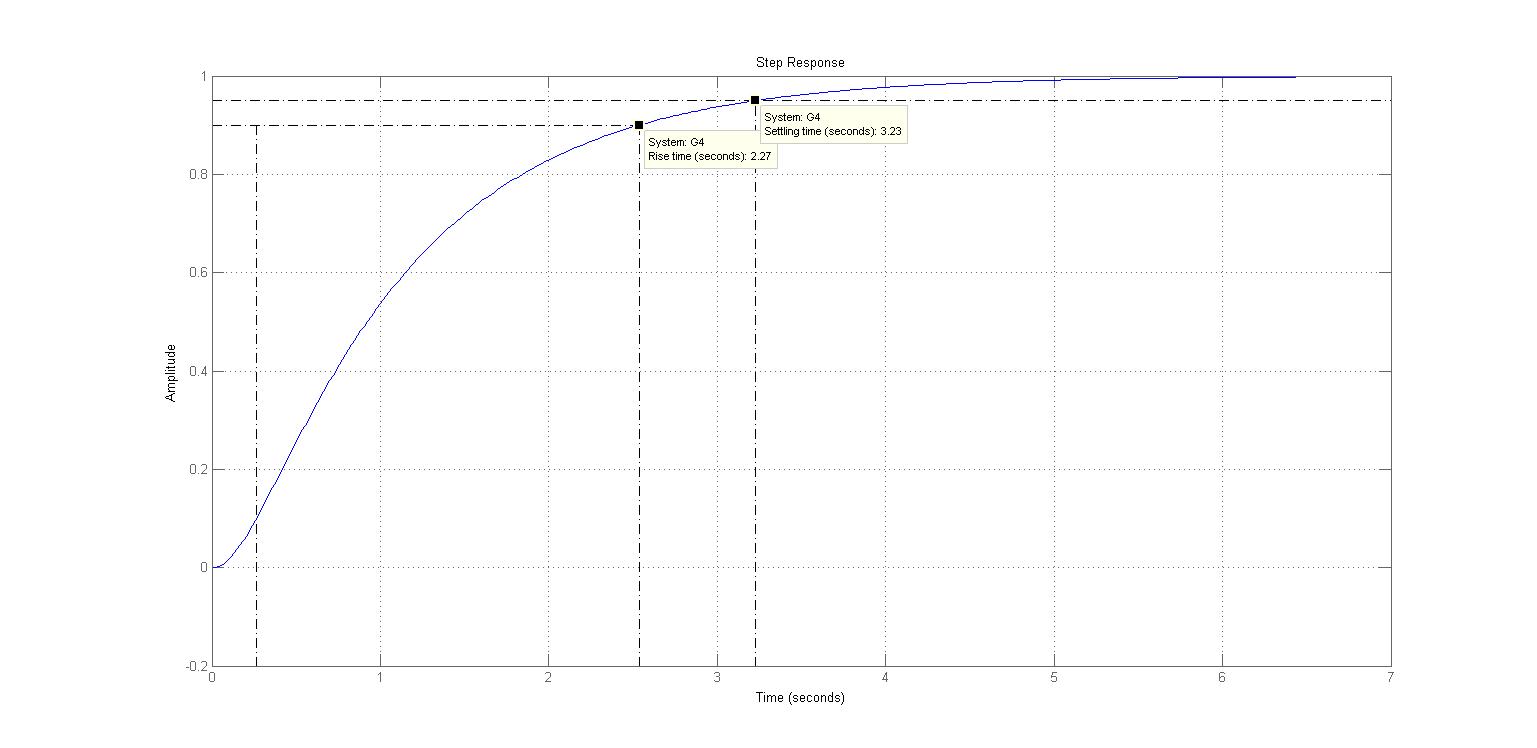 Step Response
1
System: G4
Settling time (seconds): 3.23
System: G4
Rise time (seconds): 2.27
0.8
0.6
Amplitude
0.4
0.2
0
-0.2
0 1 2 3 4 5 6 7
Time (seconds)